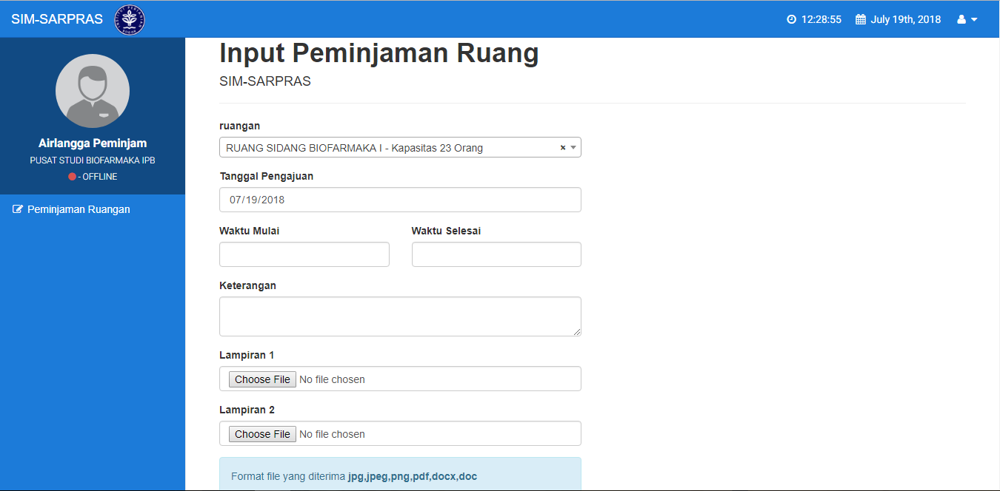 SIM-SARPRAS
12:28:55 July 19th, 2018
Airlangga Peminjam
PUSAT STUDI BIOFARMAKA IPB
- OFFLINE
Peminjaman Ruangan
Input Peminjaman Ruang
SIM-SARPRAS
ruangan
RUANG SIDANG BIOFARMAKA I - Kapasitas 23 Orang ×
Tanggal Pengajuan
07/19/2018
Waktu Mulai Waktu Selesai
Keterangan
Lampiran 1
Choose File No file chosen
Lampiran 2
Choose File No file chosen
Format file yang diterima jpg,jpeg,png,pdf,docx,doc